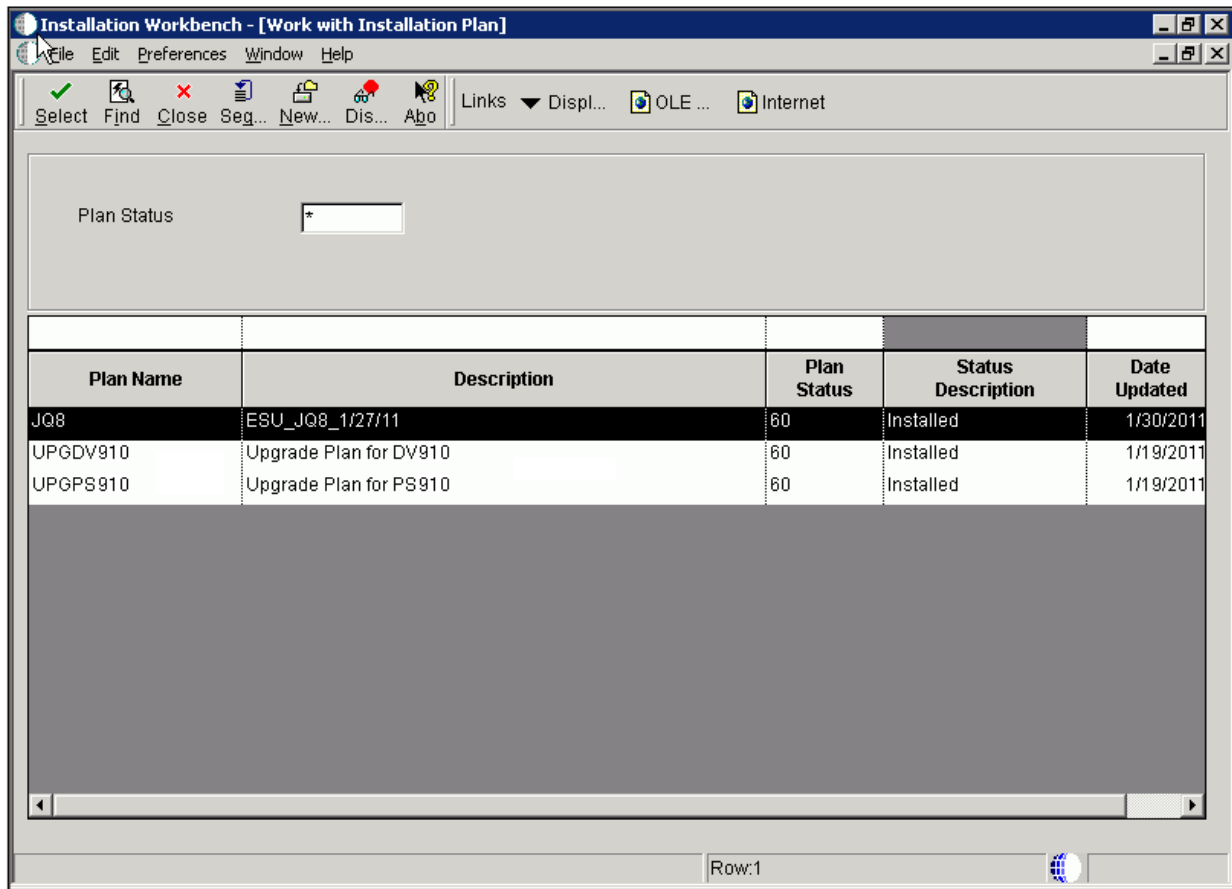 Installation Workbench - [Work with Installation Plan]
File Edit Preferences Window Help
Select Find Close Seq... New... Dis... Abo Links Displ... OLE ... Internet
Plan Status *
Plan Name Description Plan Status Status Description Date Updated
JQ8 ESU_JQ8_1/27/11 60 Installed 1/30/2011
UPGDV910 Upgrade Plan for DV910 60 Installed 1/19/2011
UPGPS910 Upgrade Plan for PS910 60 Installed 1/19/2011
Row:1